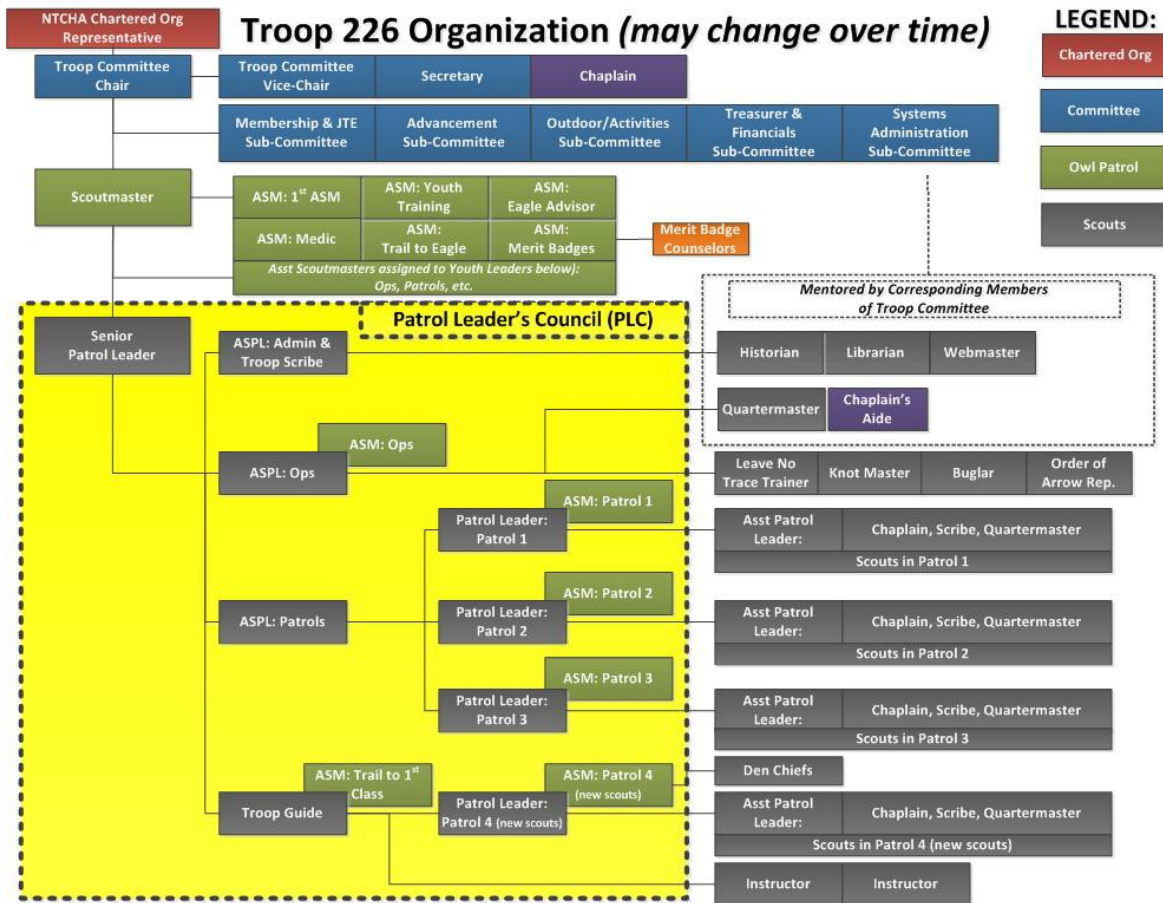 NTCHA Chartered Org
Representative
Troop 226 Organization (may change over time)
LEGEND:
Chartered Org
Committee
Owl Patrol
Scouts
Troop Committee
Chair
Troop Committee
Vice-Chair
Secretary
Chaplain
Membership & JTE
Sub-Committee
Advancement
Sub-Committee
Outdoor/Activities
Sub-Committee
Treasurer &
Financials
Sub-Committee
Systems
Administration
Sub-Committee
Scoutmaster
ASM: 1st ASM
ASM: Youth
Training
ASM:
Eagle Advisor
ASM: Medic
ASM:
Trail to Eagle
ASM:
Merit Badges
Merit Badge
Counselors
Asst Scoutmasters assigned to Youth Leaders below):
Ops, Patrols, etc.
Mentored by Corresponding Members
of Troop Committee
Patrol Leader's Council (PLC)
Senior
Patrol Leader
ASPL: Admin &
Troop Scribe
Historian
Librarian
Webmaster
Quartermaster
Chaplain's
Aide
ASM: Ops
ASPL: Ops
Leave No
Trace Trainer
Knot Master
Buglar
Order of
Arrow Rep.
ASM: Patrol 1
Patrol Leader:
Patrol 1
Asst Patrol
Leader:
Chaplain, Scribe, Quartermaster
Scouts in Patrol 1
ASPL: Patrols
ASM: Patrol 2
Patrol Leader:
Patrol 2
Asst Patrol
Leader:
Chaplain, Scribe, Quartermaster
Scouts in Patrol 2
ASM: Patrol 3
Patrol Leader:
Patrol 3
Asst Patrol
Leader:
Chaplain, Scribe, Quartermaster
Scouts in Patrol 3
ASM: Trail to 1st
Class
Troop Guide
ASM: Patrol 4
(new scouts)
Patrol Leader:
Patrol 4 (new scouts)
Den Chiefs
Asst Patrol
Leader:
Chaplain, Scribe, Quartermaster
Scouts in Patrol 4 (new scouts)
Instructor
Instructor